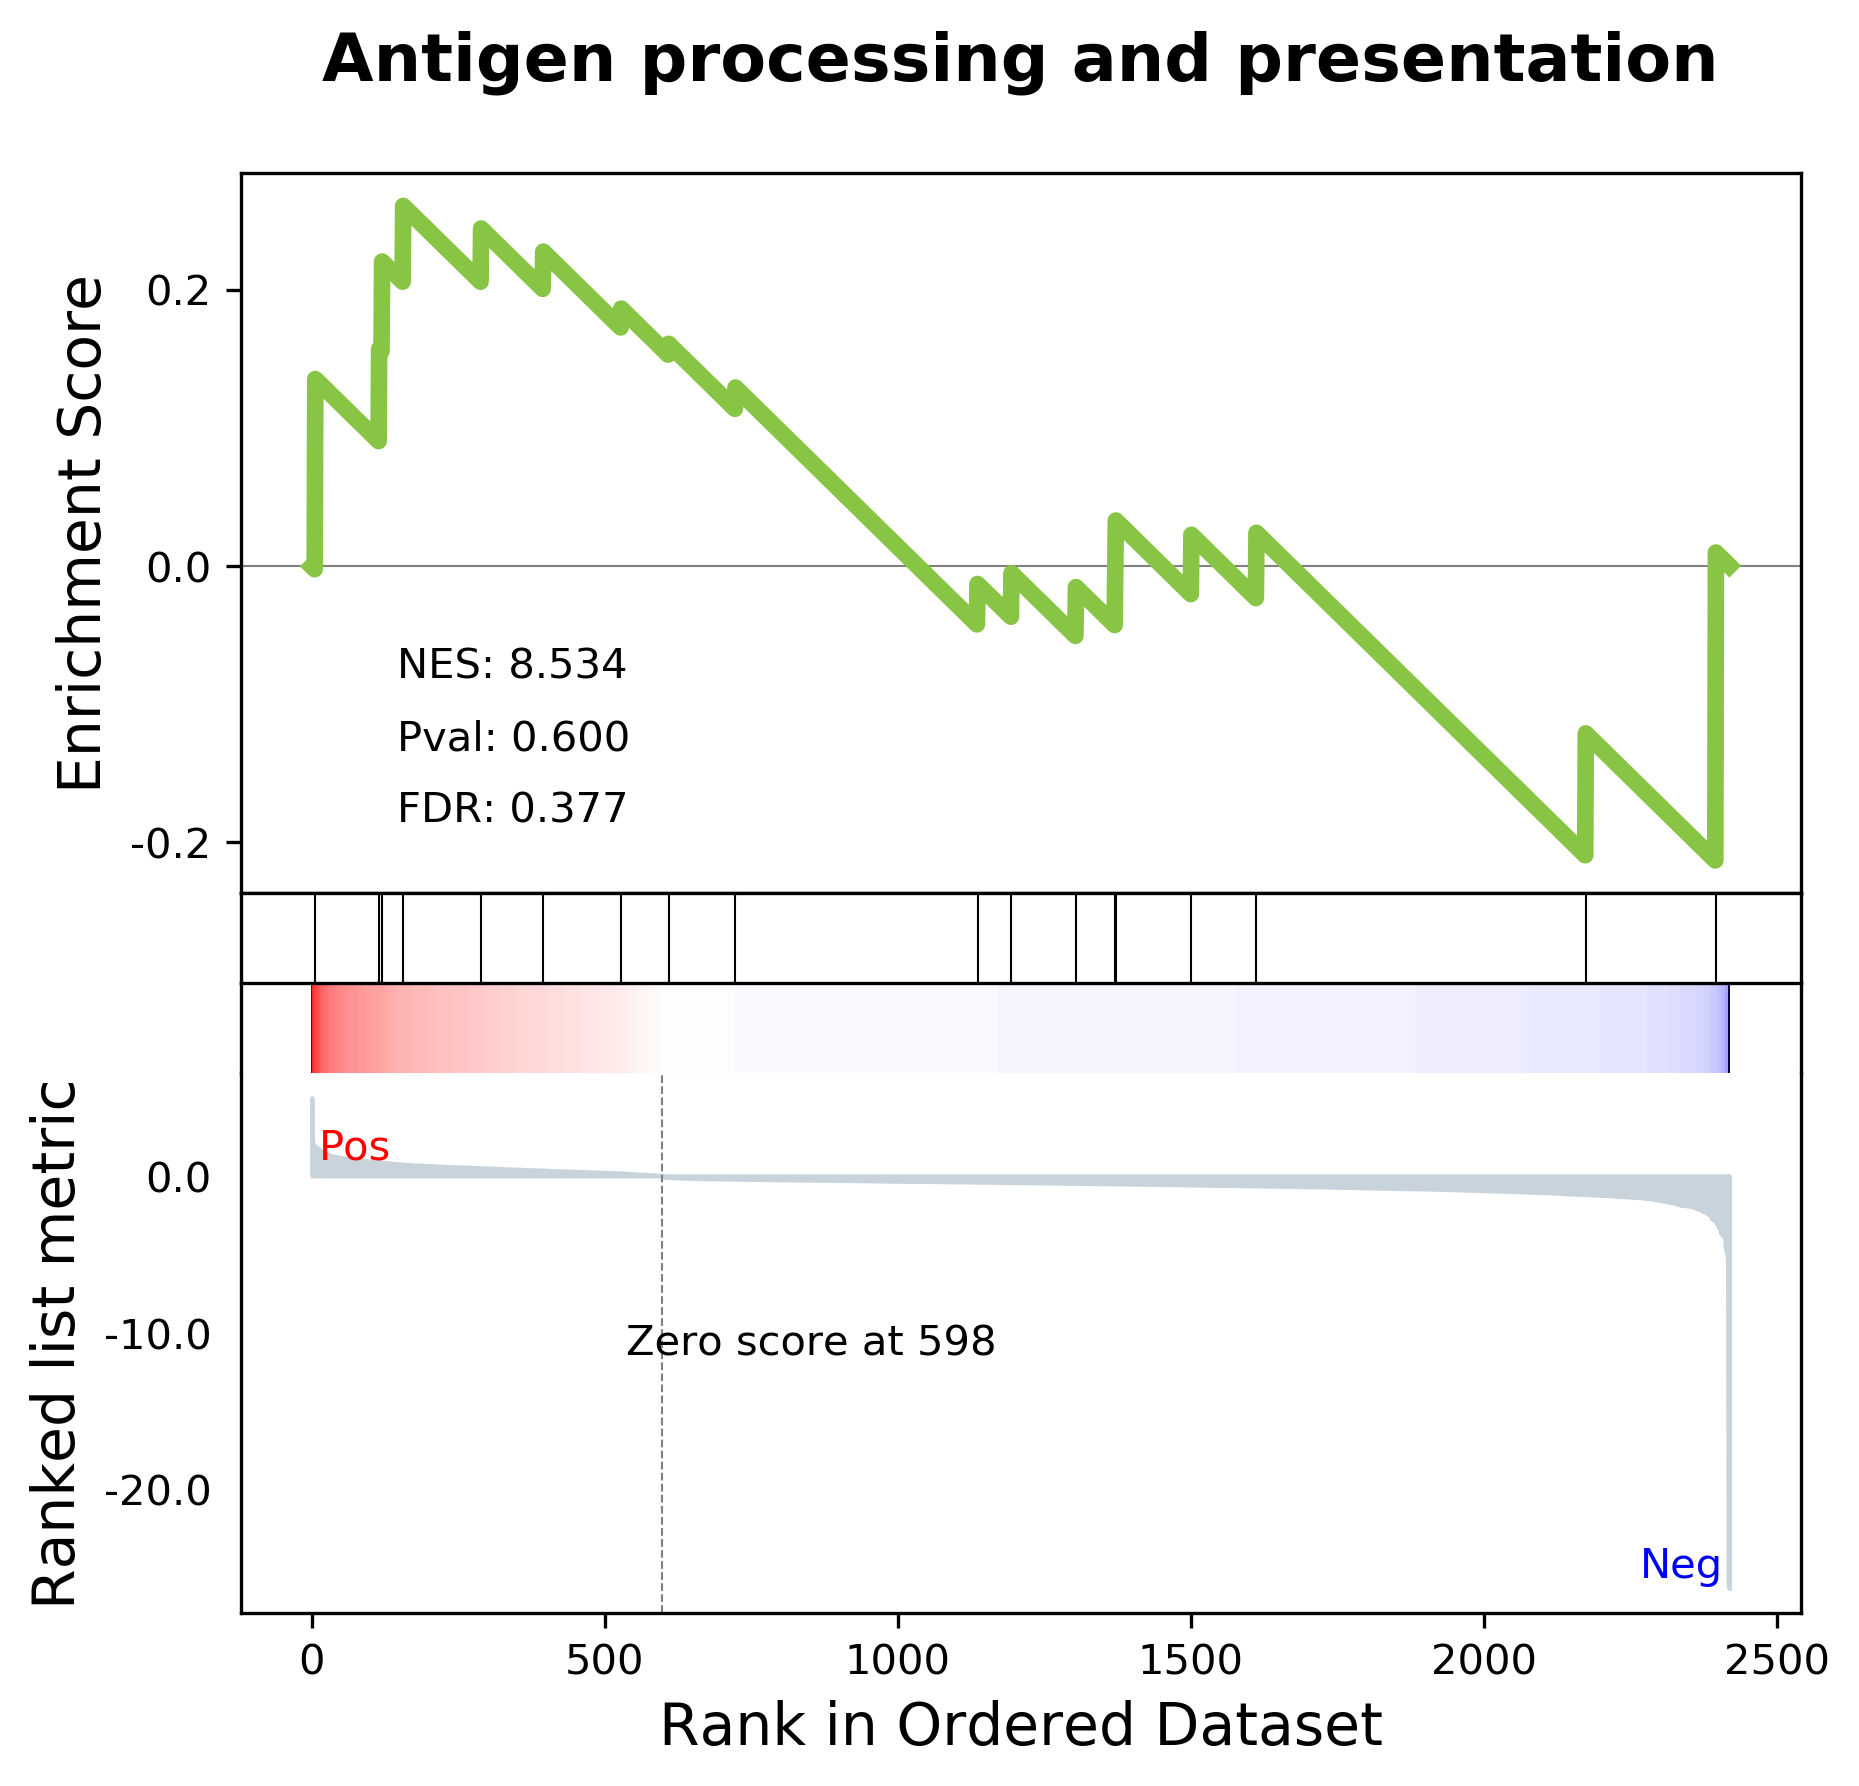 Antigen processing and presentation
Enrichment Score
0.2
0.0
-0.2
NES: 8.534
Pval: 0.600
FDR: 0.377
Ranked list metric
0.0
-10.0
-20.0
Pos
Zero score at 598
Neg
0 500 1000 1500 2000 2500
Rank in Ordered Dataset